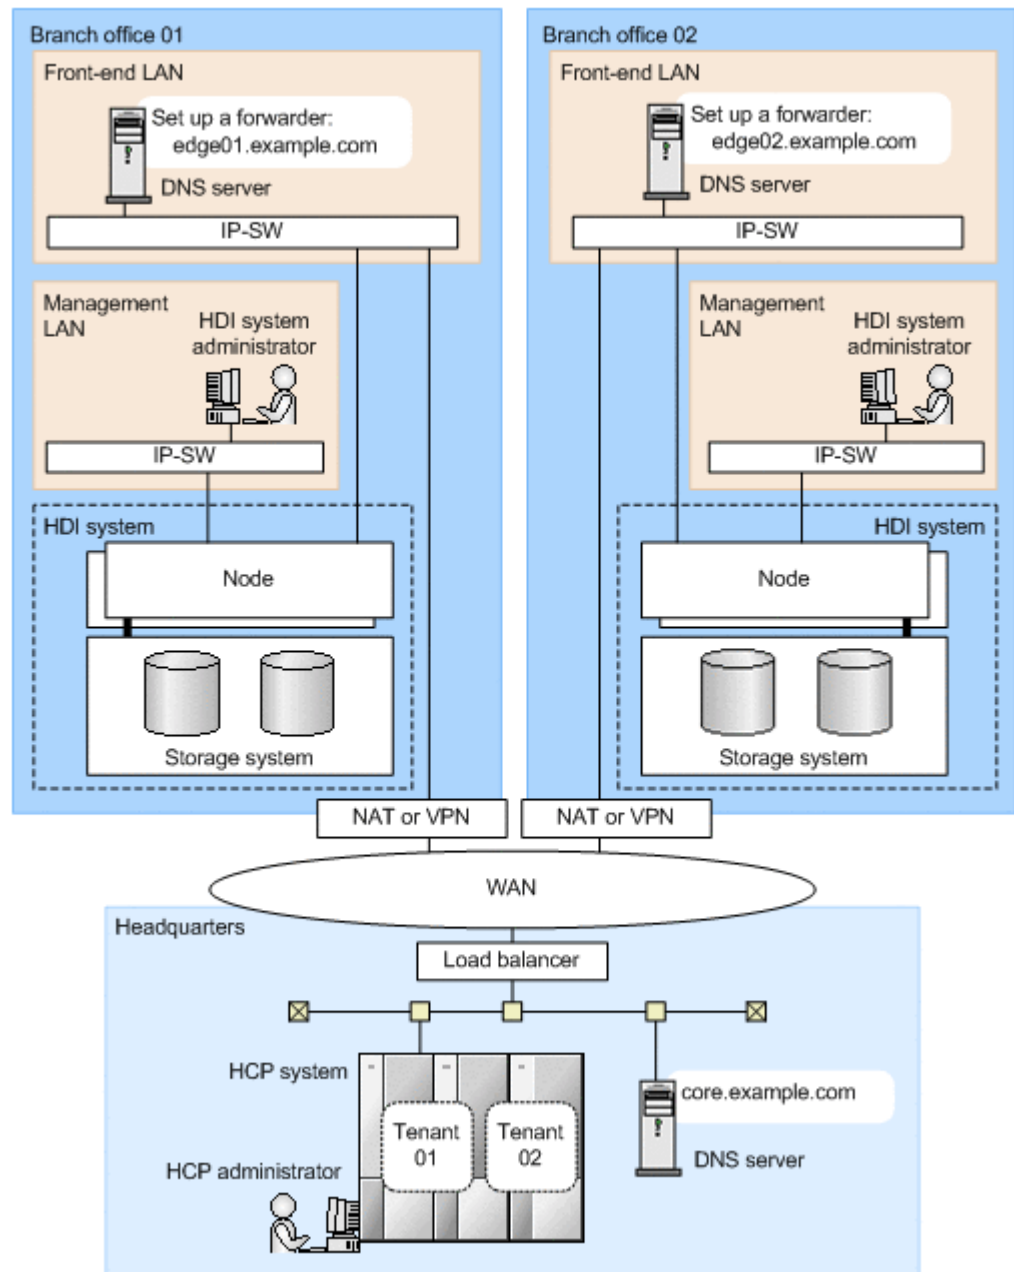 Branch office 01
Front-end LAN
Set up a forwarder:
edge01.example.com
DNS server
IP-SW
Management
LAN
HDI system
administrator
IP-SW
HDI system
Node
Storage system
NAT or VPN
Branch office 02
Front-end LAN
Set up a forwarder:
edge02.example.com
DNS server
IP-SW
Management
LAN
HDI system
administrator
IP-SW
HDI system
Node
Storage system
NAT or VPN
WAN
Headquarters
Load balancer
HCP system
Tenant
01
Tenant
02
core.example.com
DNS server
HCP administrator